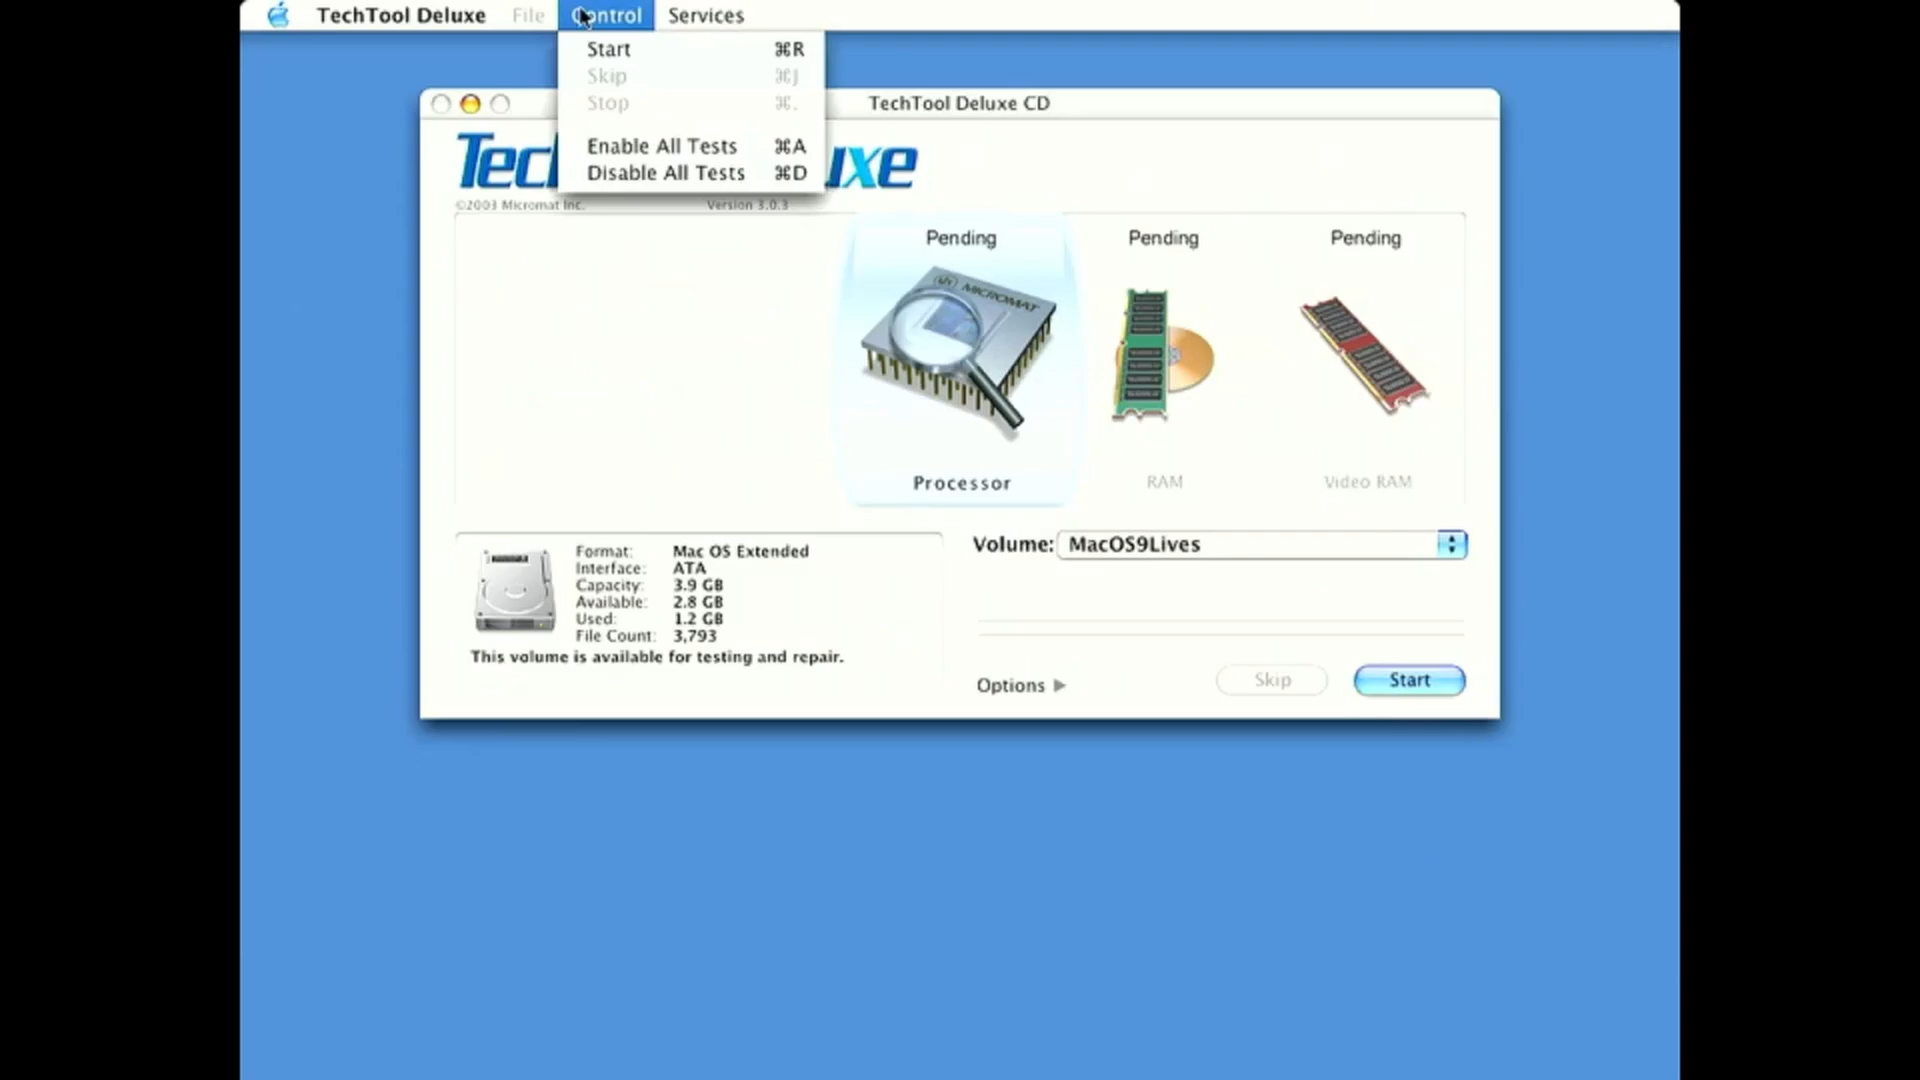 TechTool Deluxe File Control Services
Start ⌘R
Skip ⌘J
Stop ⌘.
Enable All Tests ⌘A
Disable All Tests ⌘D
TechTool Deluxe CD
©2003 Micromat Inc. Version 3.0.3
Pending Pending Pending
MICROMAT
Processor RAM Video RAM
Format: Mac OS Extended
Interface: ATA
Capacity: 3.9 GB
Available: 2.8 GB
Used: 1.2 GB
File Count: 3,793
This volume is available for testing and repair.
Volume: MacOS9Lives
Options
Skip Start